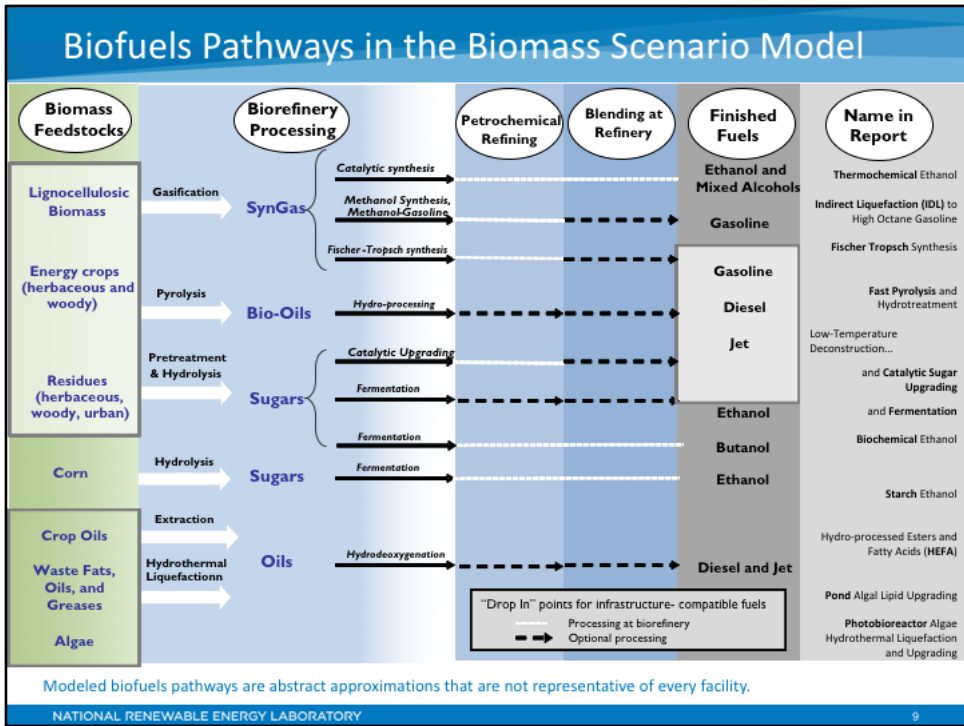 Biofuels Pathways in the Biomass Scenario Model
Biomass
Feedstocks
Biorefinery
Processing
Petrochemical
Refining
Blending at
Refinery
Finished
Fuels
Name in
Report
Lignocellulosic
Biomass
Energy crops
(herbaceous and
woody)
Residues
(herbaceous,
woody, urban)
Corn
Crop Oils
Waste Fats,
Oils, and
Greases
Algae
Gasification
Pyrolysis
Pretreatment
& Hydrolysis
Hydrolysis
Extraction
Hydrothermal
Liquefactionn
SynGas
Bio-Oils
Sugars
Sugars
Oils
Catalytic synthesis
Methanol Synthesis,
Methanol-Gasoline
Fischer -Tropsch synthesis
Hydro-processing
Catalytic Upgrading
Fermentation
Fermentation
Fermentation
Hydrodeoxygenation
Ethanol and
Mixed Alcohols
Gasoline
Gasoline
Diesel
Jet
Ethanol
Butanol
Ethanol
Diesel and Jet
Thermochemical Ethanol
Indirect Liquefaction (IDL) to
High Octane Gasoline
Fischer Tropsch Synthesis
Fast Pyrolysis and
Hydrotreatment
Low-Temperature
Deconstruction...
and Catalytic Sugar
Upgrading
and Fermentation
Biochemical Ethanol
Starch Ethanol
Hydro-processed Esters and
Fatty Acids (HEFA)
Pond Algal Lipid Upgrading
Photobioreactor Algae
Hydrothermal Liquefaction
and Upgrading
"Drop In" points for infrastructure- compatible fuels
Processing at biorefinery
Optional processing
Modeled biofuels pathways are abstract approximations that are not representative of every facility.
NATIONAL RENEWABLE ENERGY LABORATORY
9